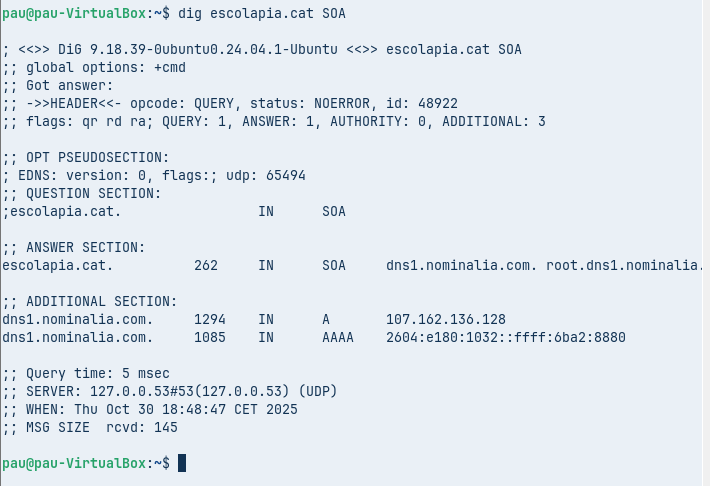 pau@pau-VirtualBox:~$ dig escolapia.cat SOA

; <<>> DiG 9.18.39-0ubuntu0.24.04.1-Ubuntu <<>> escolapia.cat SOA
;; global options: +cmd
;; Got answer:
;; ->>HEADER<<- opcode: QUERY, status: NOERROR, id: 48922
;; flags: qr rd ra; QUERY: 1, ANSWER: 1, AUTHORITY: 0, ADDITIONAL: 3

;; OPT PSEUDOSECTION:
; EDNS: version: 0, flags:; udp: 65494
;; QUESTION SECTION:
;escolapia.cat.			IN	SOA

;; ANSWER SECTION:
escolapia.cat.		262	IN	SOA	dns1.nominalia.com. root.dns1.nominalia.

;; ADDITIONAL SECTION:
dns1.nominalia.com.	1294	IN	A	107.162.136.128
dns1.nominalia.com.	1085	IN	AAAA	2604:e180:1032::ffff:6ba2:8880

;; Query time: 5 msec
;; SERVER: 127.0.0.53#53(127.0.0.53) (UDP)
;; WHEN: Thu Oct 30 18:48:47 CET 2025
;; MSG SIZE  rcvd: 145

pau@pau-VirtualBox:~$